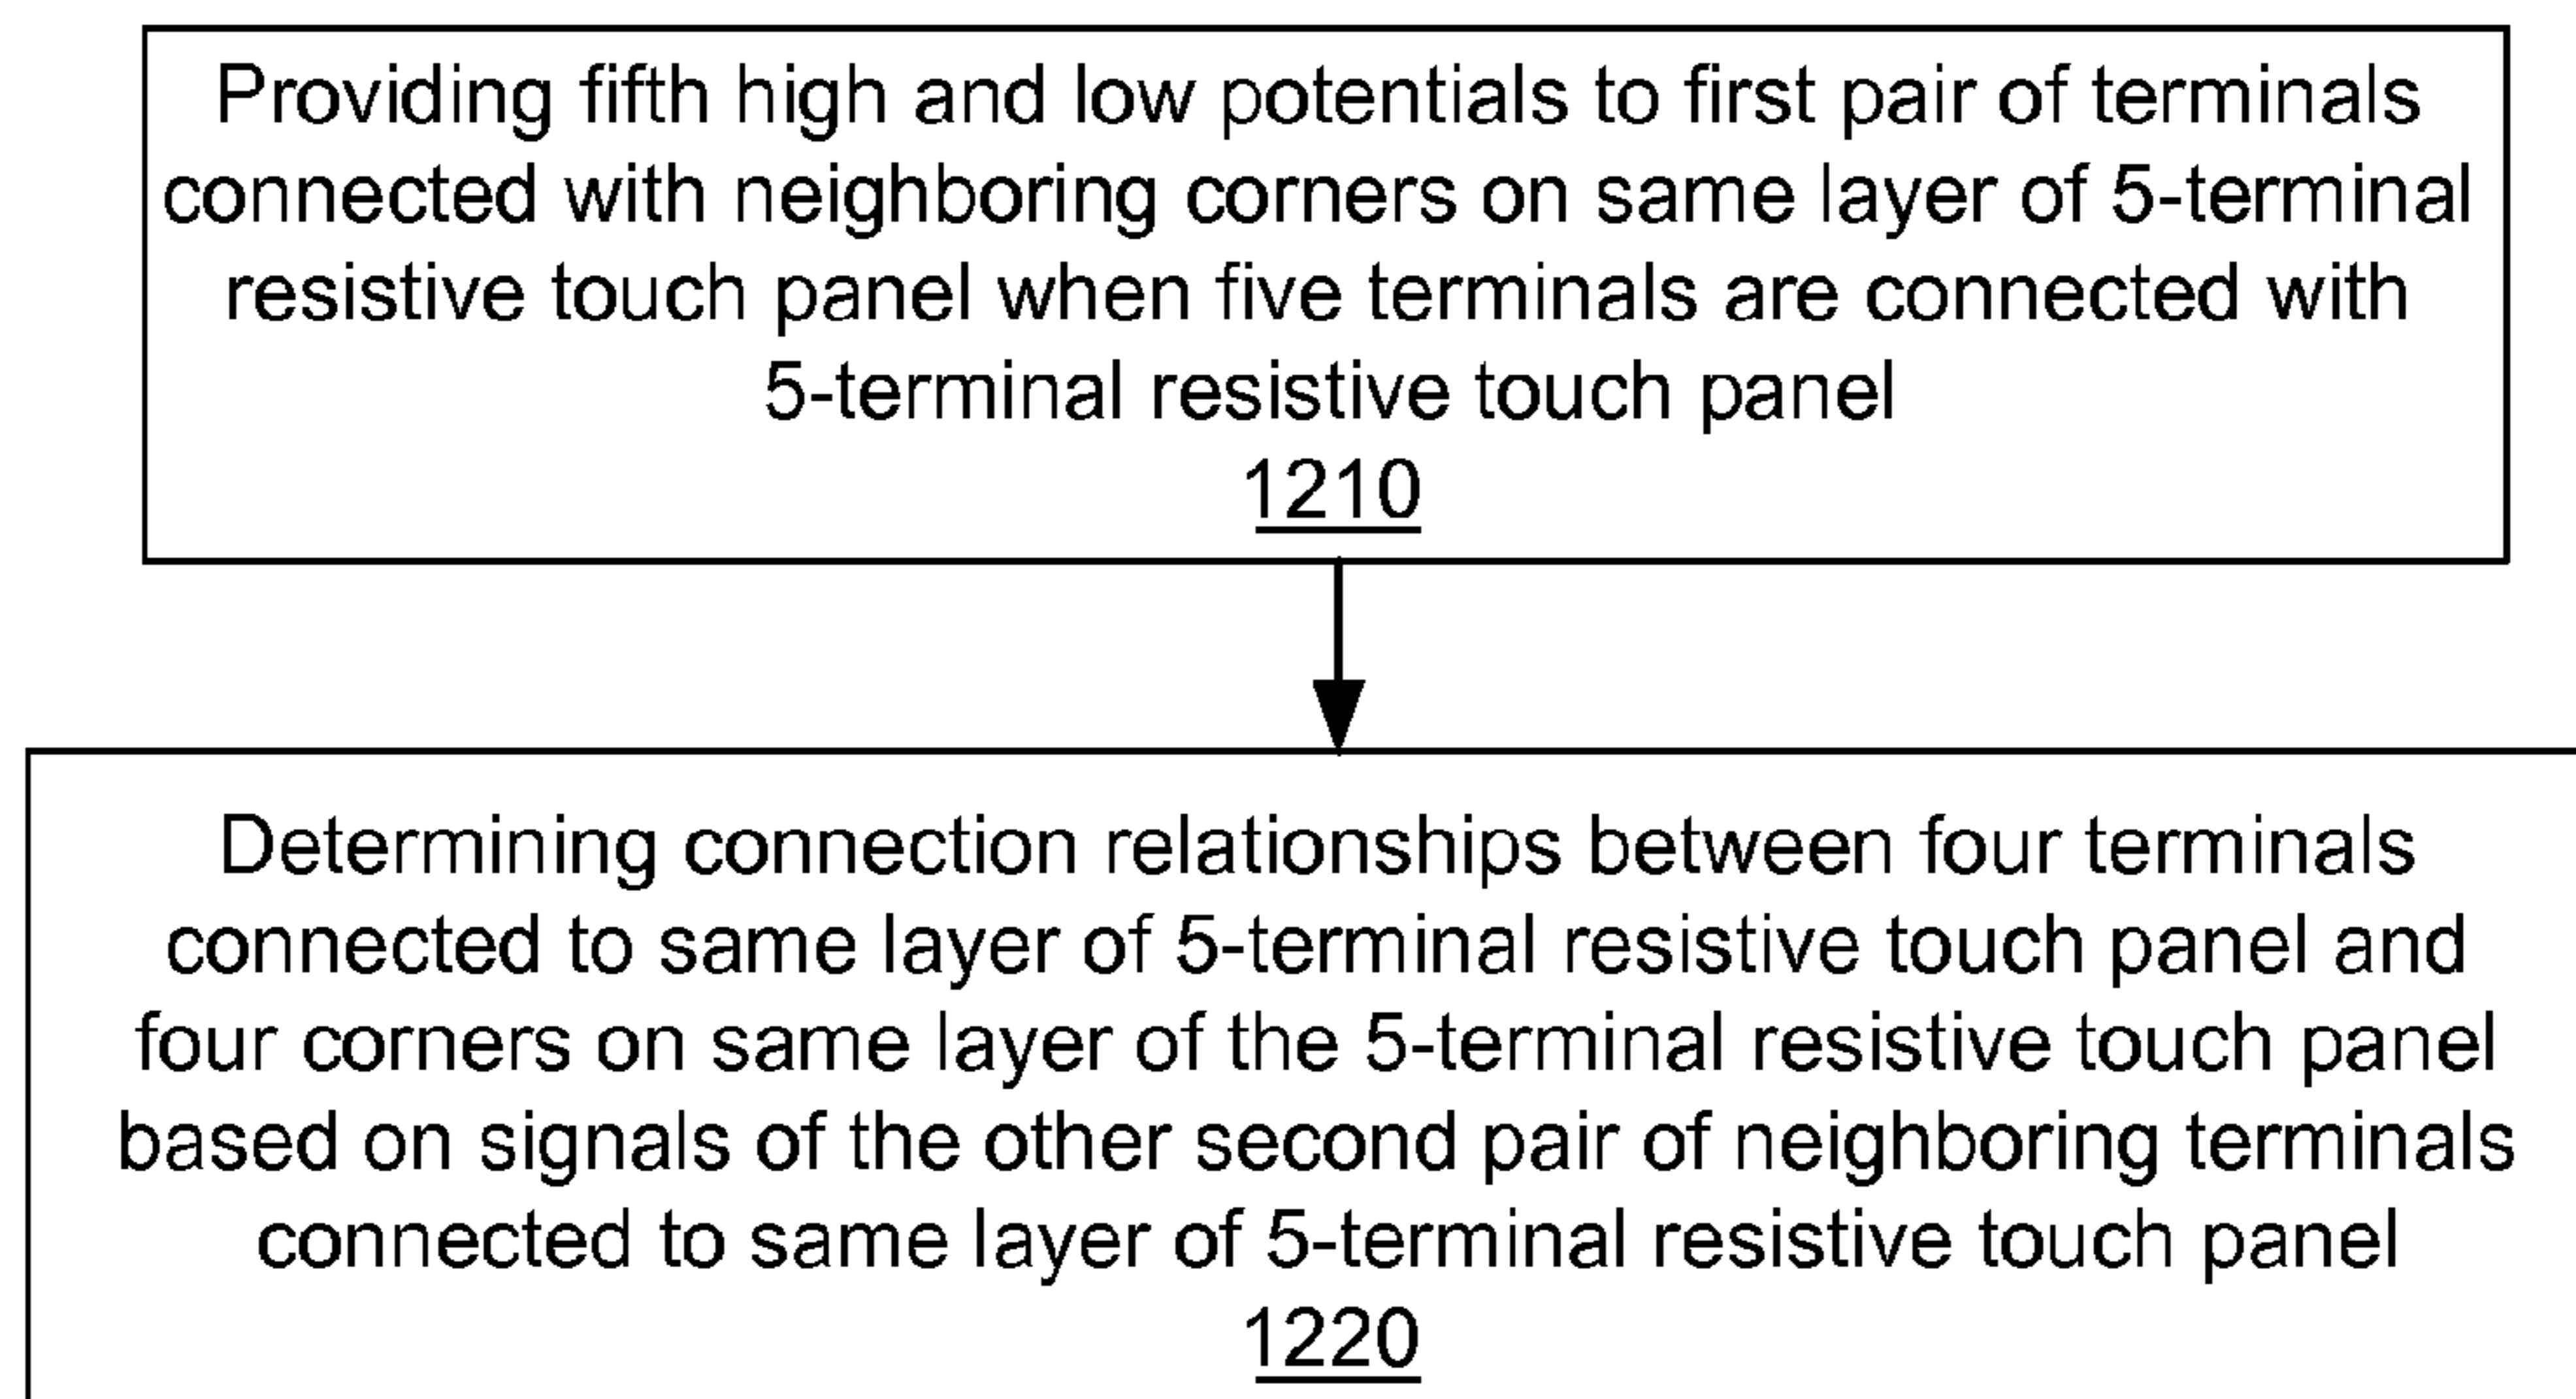 Providing fifth high and low potentials to first pair of terminals
connected with neighboring corners on same layer of 5-terminal
resistive touch panel when five terminals are connected with
5-terminal resistive touch panel
1210
Determining connection relationships between four terminals
connected to same layer of 5-terminal resistive touch panel and
four corners on same layer of the 5-terminal resistive touch panel
based on signals of the other second pair of neighboring terminals
connected to same layer of 5-terminal resistive touch panel
1220